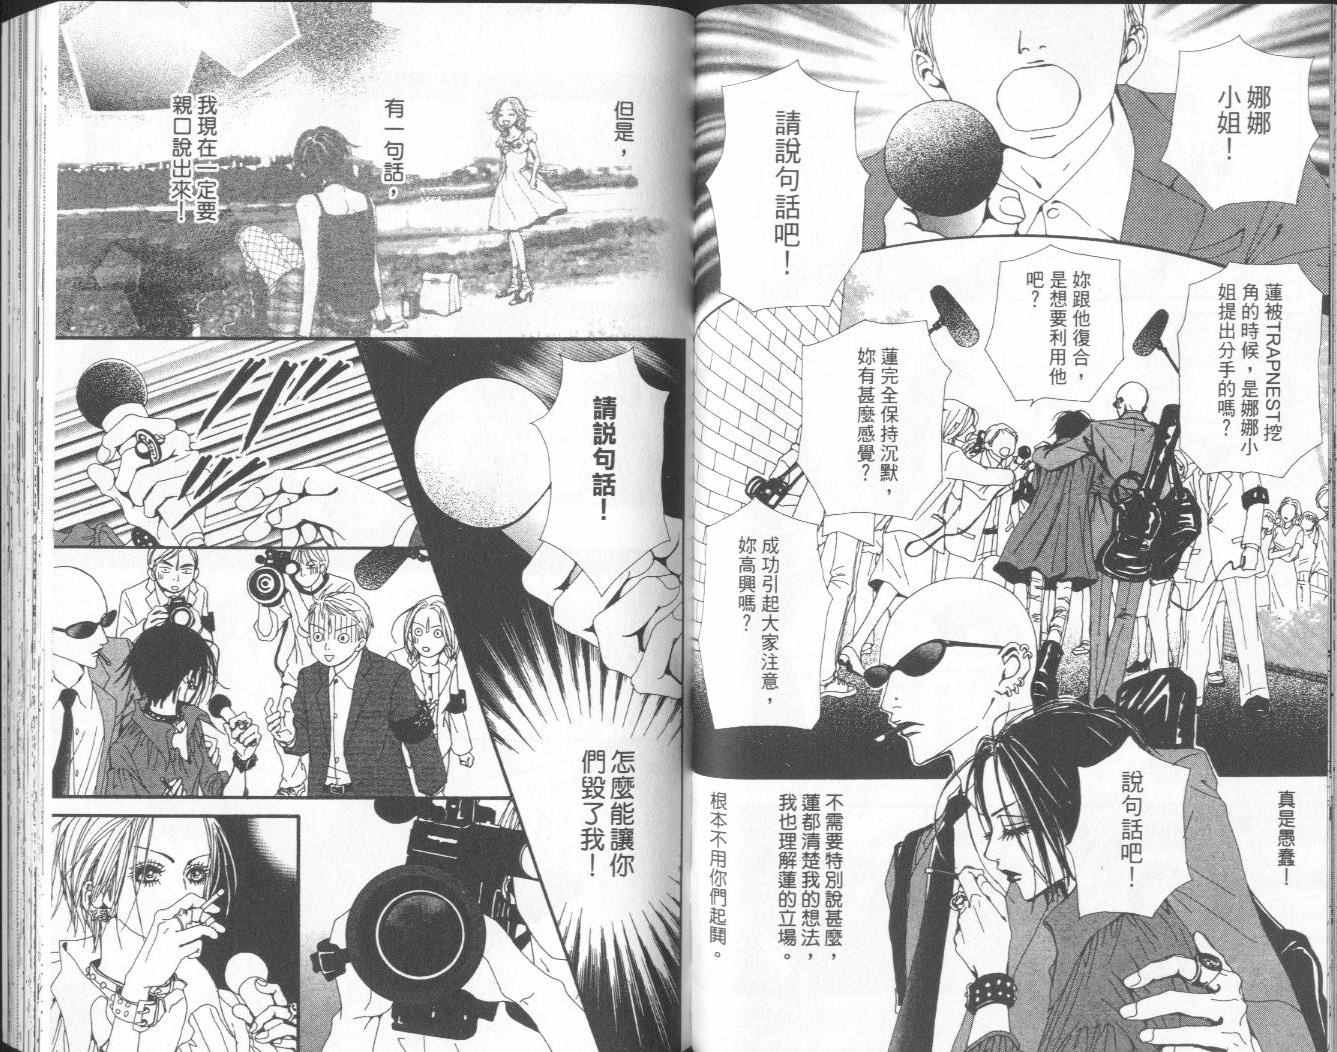 娜娜
小姐！
請說句話吧！
蓮被TRAPNEST挖
角的時候，是娜娜小
姐提出分手的嗎？
妳跟他復合，
是想要利用他
吧？
蓮完全保持沉默，
妳有甚麼感覺？
成功引起大家注意，
妳高興嗎？
真是愚蠢！
說句話吧！
不需要特別說甚麼，
蓮都清楚我的想法，
我也理解蓮的立場。
根本不用你們起鬨。
但是，
有一句話，
我現在一定要
親口說出來！
請說句話！
怎麼能讓你
們毀了我！